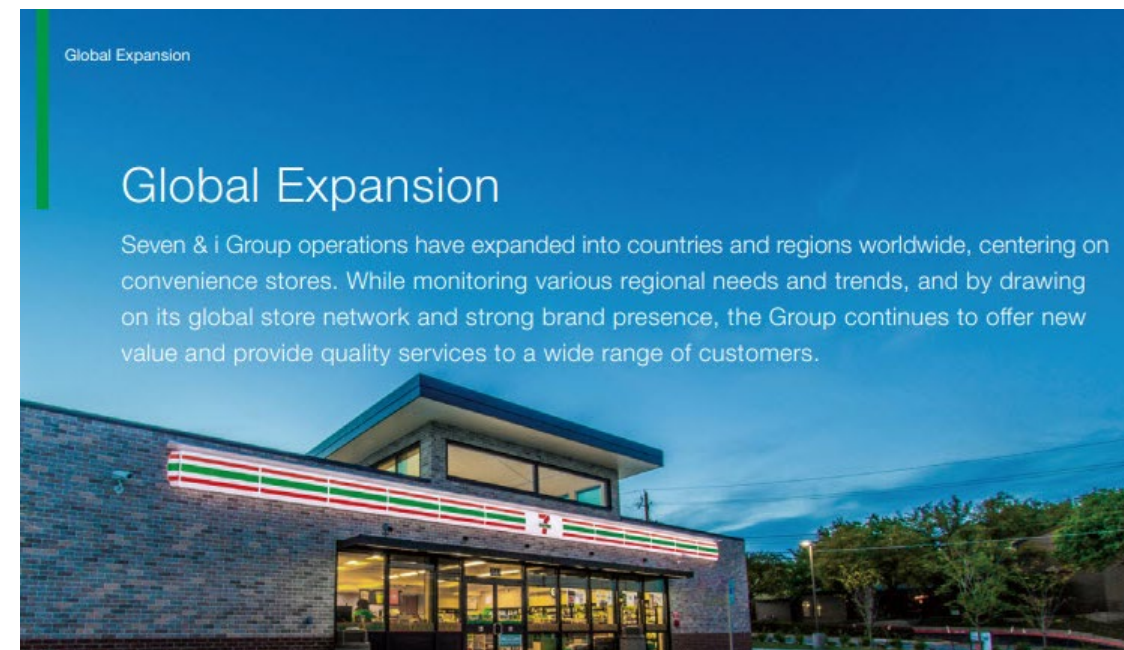 Global Expansion
Global Expansion
Seven & i Group operations have expanded into countries and regions worldwide, centering on
convenience stores. While monitoring various regional needs and trends, and by drawing
on its global store network and strong brand presence, the Group continues to offer new
value and provide quality services to a wide range of customers.
7